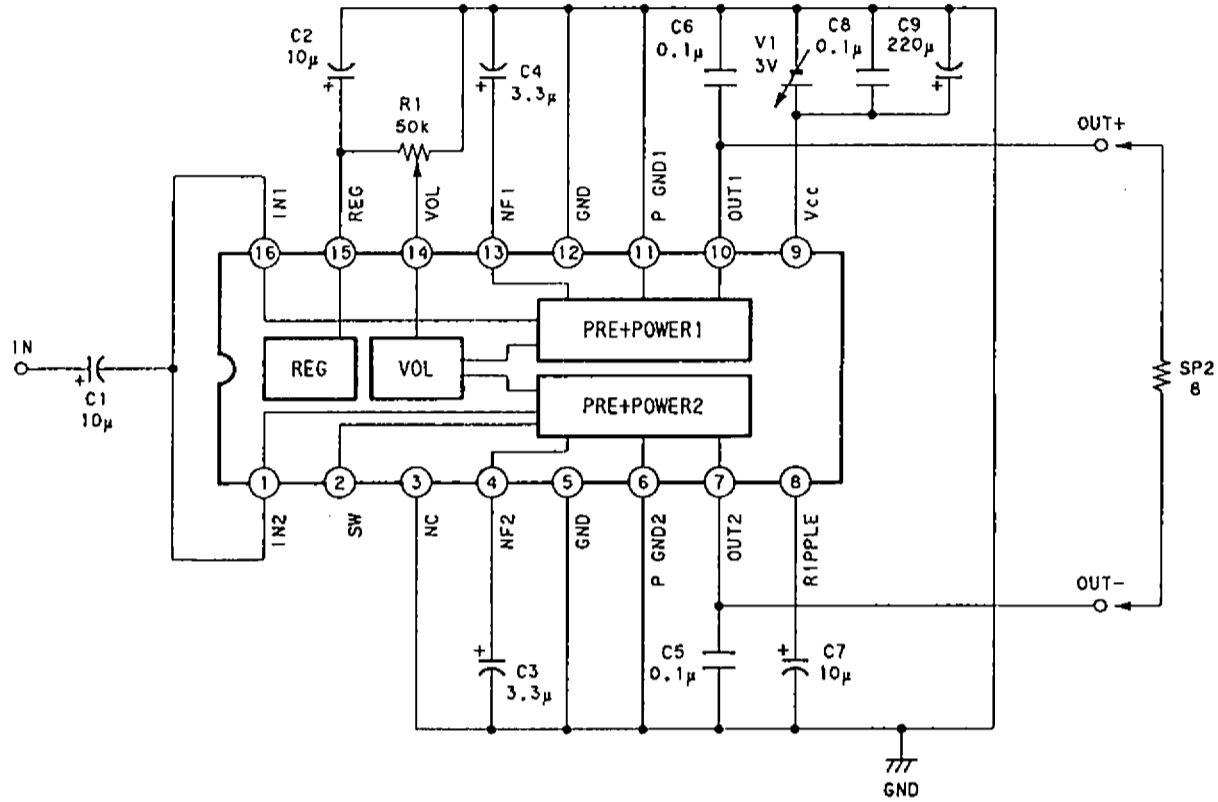 C2
10μ
C4
3.3μ
R1
50k
C6
0.1μ
V1
3V
C8
0.1μ
C9
220μ
OUT+
IN1
REG
VOL
NF1
GND
P GND1
OUT1
Vcc
16
15
14
13
12
11
10
9
PRE+POWER1
REG
VOL
PRE+POWER2
IN
+
C1
10μ
SP2
8
1
2
3
4
5
6
7
8
IN2
SW
NC
NF2
GND
P GND2
OUT2
RIPPLE
OUT-
+
C3
3.3μ
C5
0.1μ
+
C7
10μ
GND
+
+
+